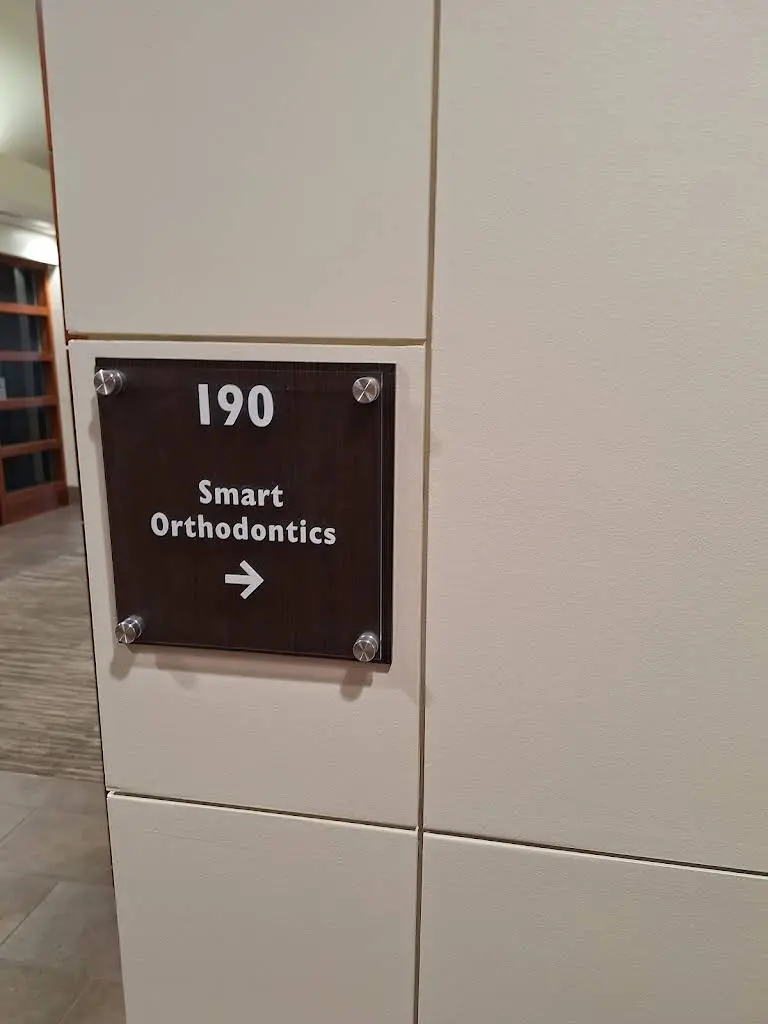 190
Smart
Orthodontics
→